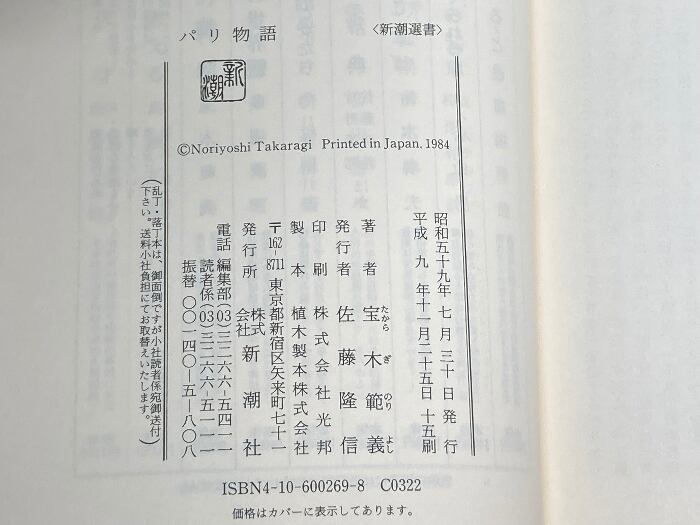 パリ物語
〈新潮選書〉
新潮
©Noriyoshi Takaragi Printed in Japan, 1984
昭和五十九年 七月 三十日 発行
平成 九 年十一月二十五日 十五刷
著者 宝木範義
たから ぎ のり よし
発行者 佐藤隆信
印刷 株式会社光邦
製本 植木製本株式会社
〒162-8711 東京都新宿区矢来町七十一
発行所 株式会社 新潮社
電話 編集部(03)三二六六-五四一一
読者係(03)三二六六-五一一一
振替 〇〇一四〇-五-八〇八
(乱丁・落丁本は、御面倒ですが小社読者係宛御送付
下さい。送料小社負担にてお取替えいたします。)
ISBN4-10-600269-8 C0322
価格はカバーに表示してあります。